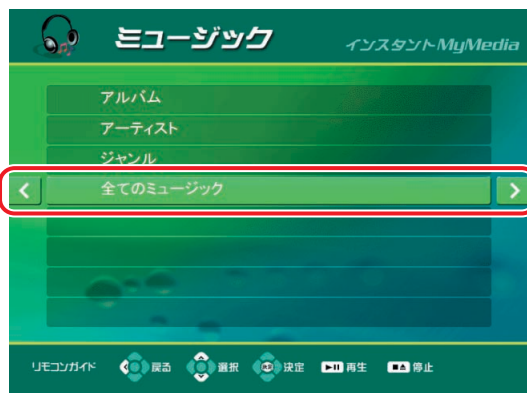 ミュージック
インスタントMyMedia
アルバム
アーティスト
ジャンル
全てのミュージック
リモコンガイド 戻る 選択 決定 再生 停止